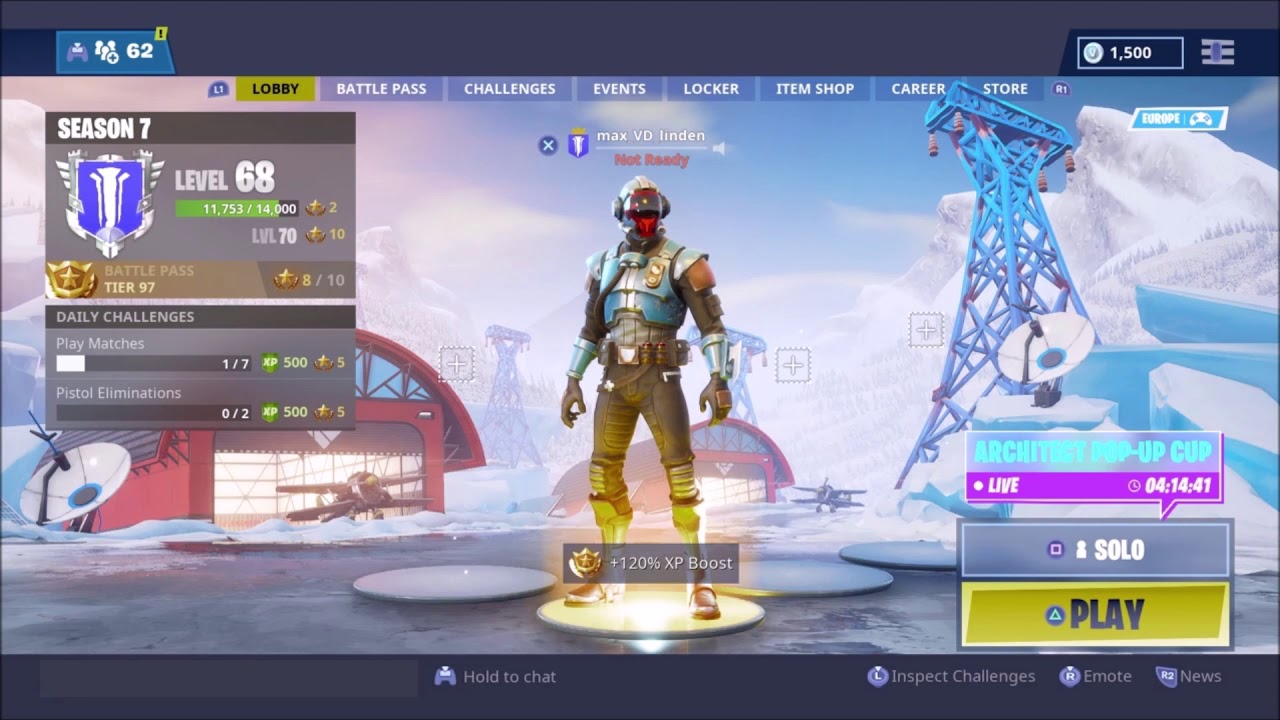 62
!
1,500
L1
LOBBY
BATTLE PASS
CHALLENGES
EVENTS
LOCKER
ITEM SHOP
CAREER
STORE
R1
SEASON 7
LEVEL 68
11,753 / 14,000
2
LVL 70
10
BATTLE PASS
TIER 97
8 / 10
DAILY CHALLENGES
Play Matches
1 / 7
XP
500
5
Pistol Eliminations
0 / 2
XP
500
5
max VD linden
Not Ready
EUROPE
+120% XP Boost
ARCHITECT POP-UP CUP
LIVE
04:14:41
SOLO
PLAY
Hold to chat
L
Inspect Challenges
R
Emote
R2
News